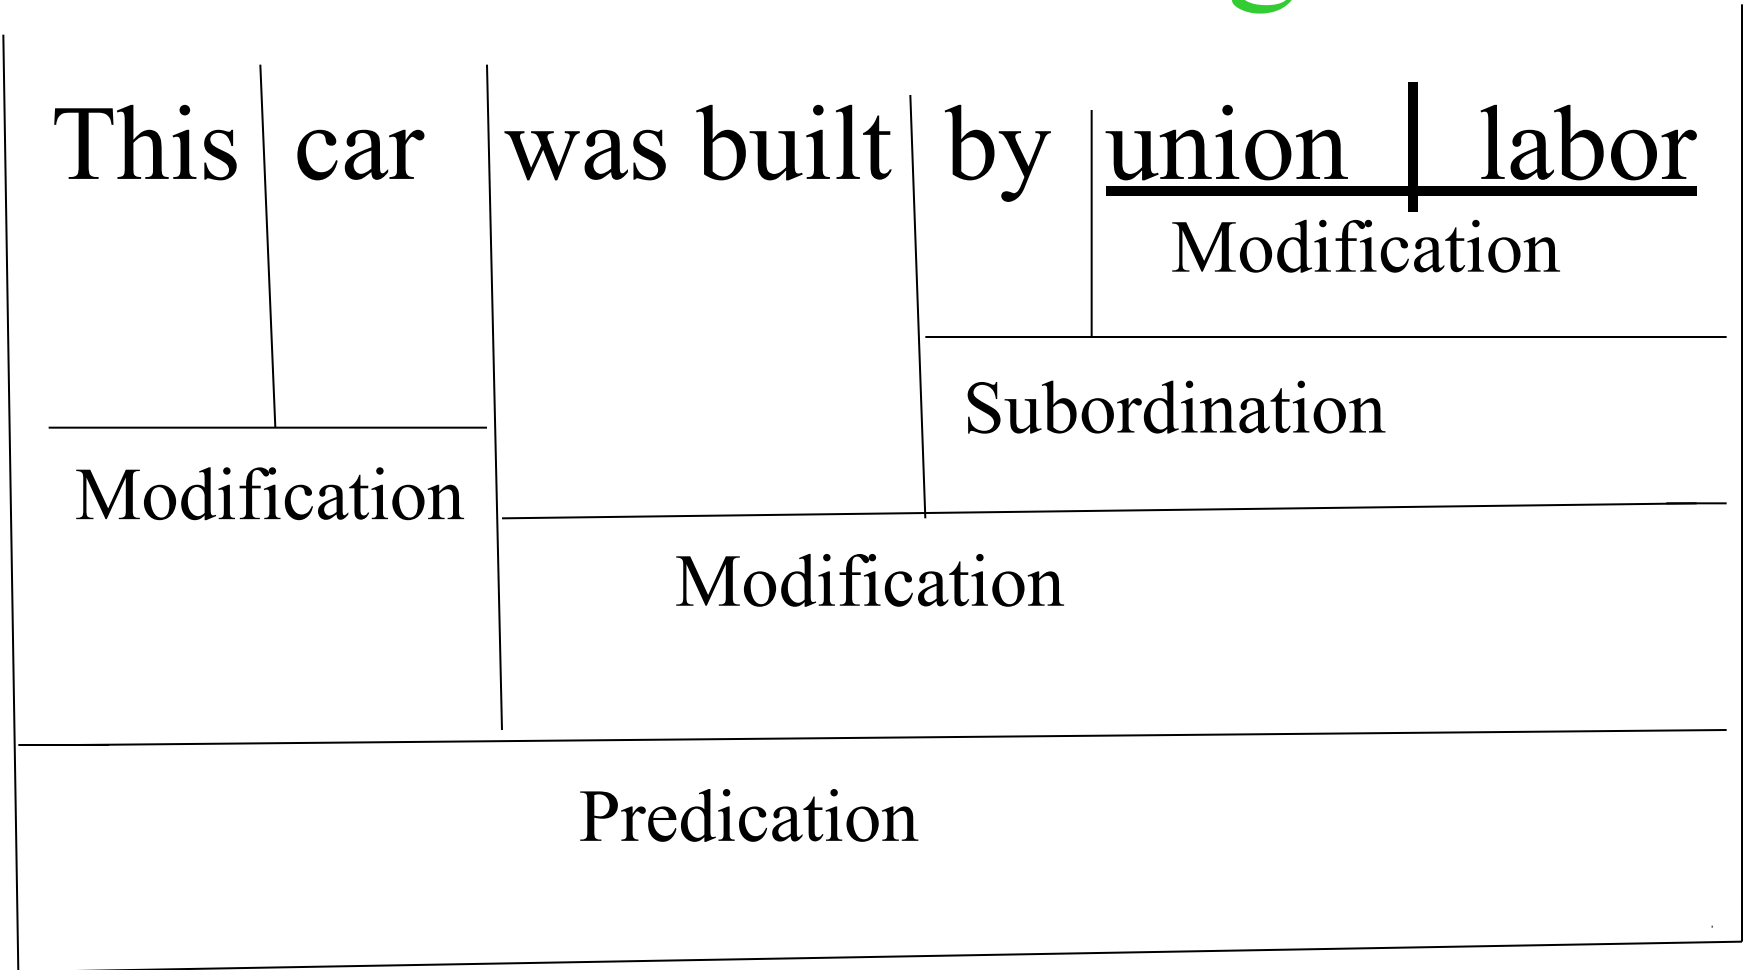 This car was built by union labor
Modification
Subordination
Modification
Modification
Predication